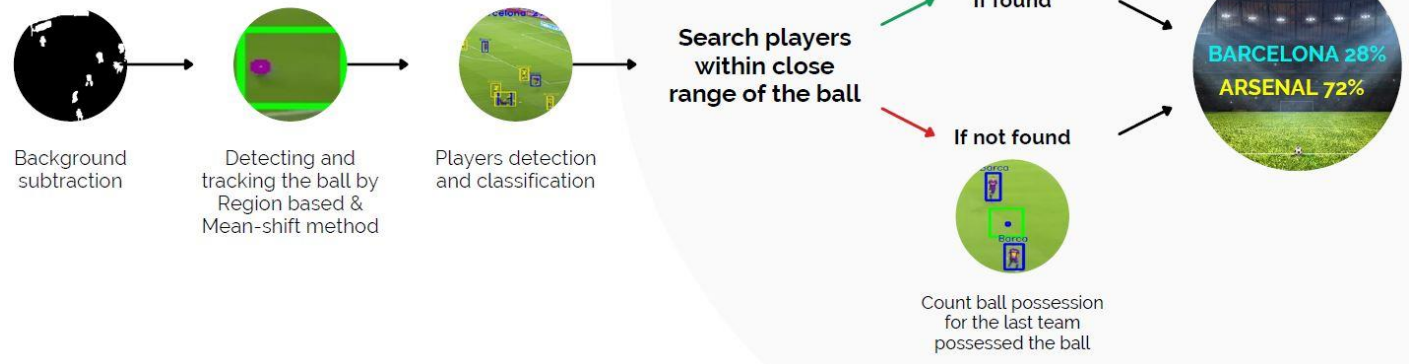 Background
subtraction
Detecting and
tracking the ball by
Region based &
Mean-shift method
Players detection
and classification
Search players
within close
range of the ball
If found
If not found
Barca
Barca
Count ball possession
for the last team
possessed the ball
BARCELONA 28%
ARSENAL 72%